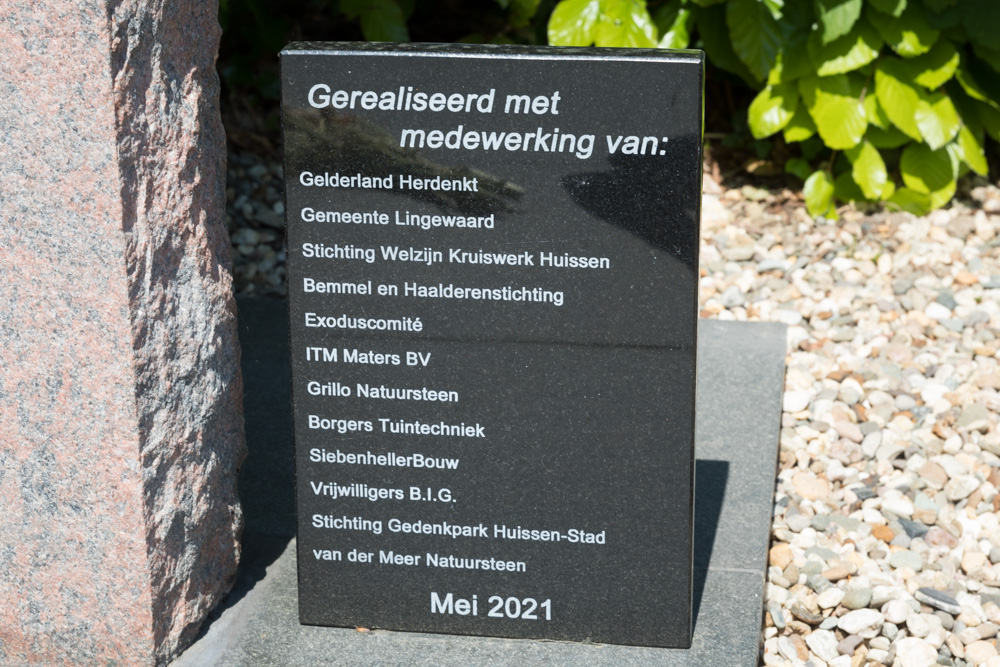 Gerealiseerd met
medewerking van:
Gelderland Herdenkt
Gemeente Lingewaard
Stichting Welzijn Kruiswerk Huissen
Bemmel en Haalderenstichting
Exoduscomité
ITM Maters BV
Grillo Natuursteen
Borgers Tuintechniek
SiebenhellerBouw
Vrijwilligers B.I.G.
Stichting Gedenkpark Huissen-Stad
van der Meer Natuursteen
Mei 2021